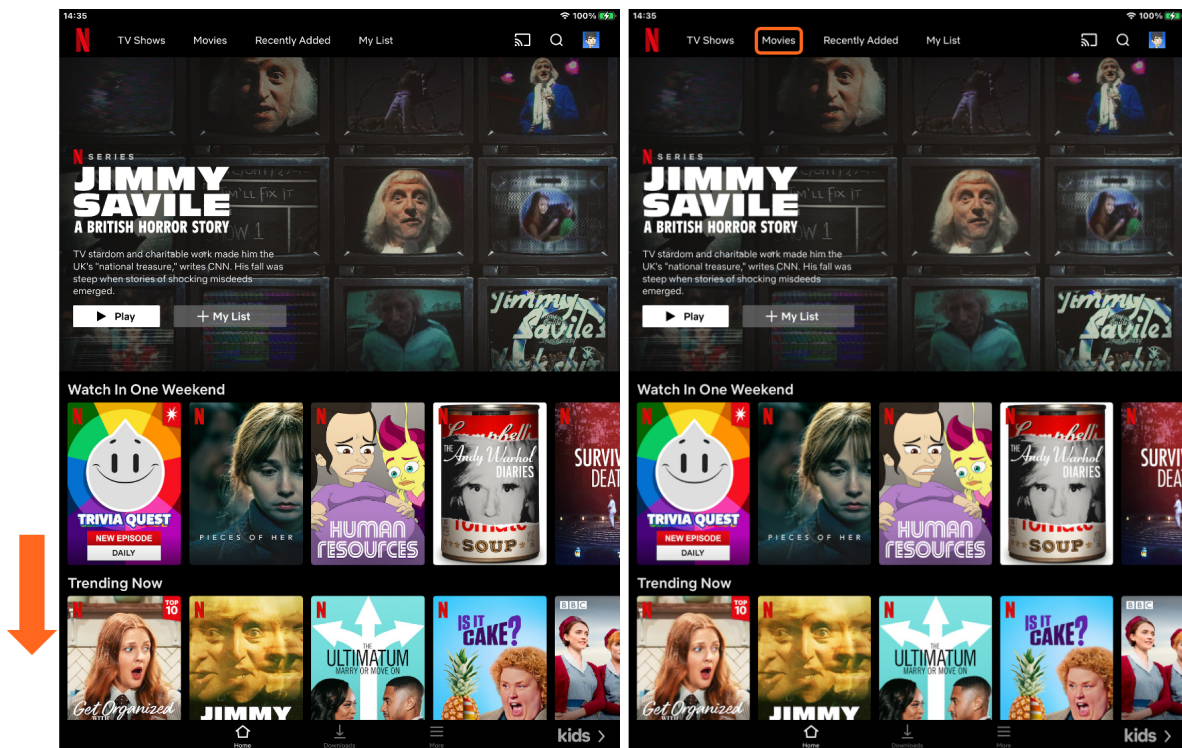 14:35
100%
TV Shows Movies Recently Added My List
N SERIES
JIMMY
SAVILE
A BRITISH HORROR STORY
TV stardom and charitable work made him the
UK's "national treasure," writes CNN. His fall was
steep when stories of shocking misdeeds
emerged.
Play
+ My List
Watch In One Weekend
TRIVIA QUEST
NEW EPISODE
DAILY
PIECES OF HER
HUMAN
RESOURCES
Campbell's
THE
Andy Warhol
DIARIES
SOUP
Trending Now
TOP
10
Get Organized
WITH
JIMMY
THE
ULTIMATUM
MARRY OR MOVE ON
IS IT
CAKE?
BBC
Home
Downloads
More
kids >
14:35
100%
TV Shows Movies Recently Added My List
N SERIES
JIMMY
SAVILE
A BRITISH HORROR STORY
TV stardom and charitable work made him the
UK's "national treasure," writes CNN. His fall was
steep when stories of shocking misdeeds
emerged.
Play
+ My List
Watch In One Weekend
TRIVIA QUEST
NEW EPISODE
DAILY
PIECES OF HER
HUMAN
RESOURCES
Campbell's
THE
Andy Warhol
DIARIES
SOUP
Trending Now
TOP
10
Get Organized
WITH
JIMMY
THE
ULTIMATUM
MARRY OR MOVE ON
IS IT
CAKE?
BBC
Home
Downloads
More
kids >